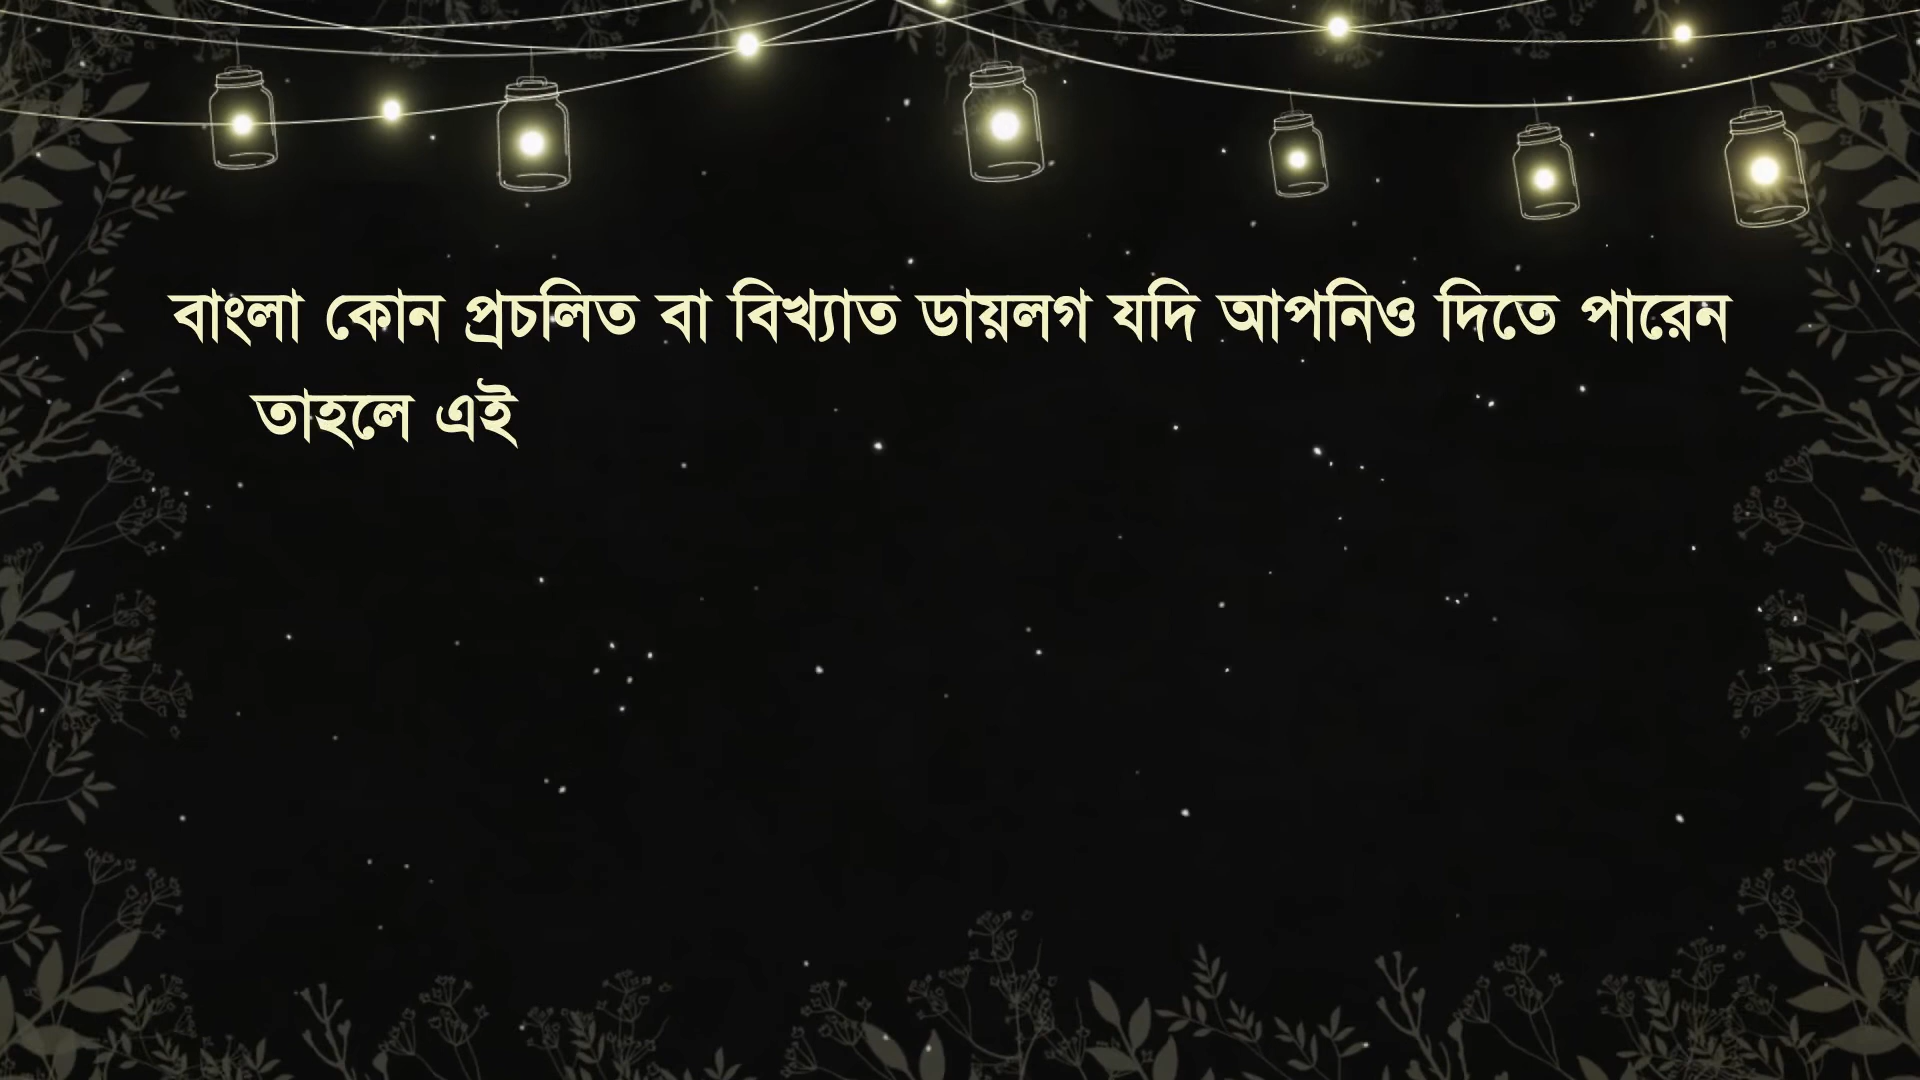 বাংলা কোন প্রচলিত বা বিখ্যাত ডায়লগ যদি আপনিও দিতে পারেন
তাহলে এই